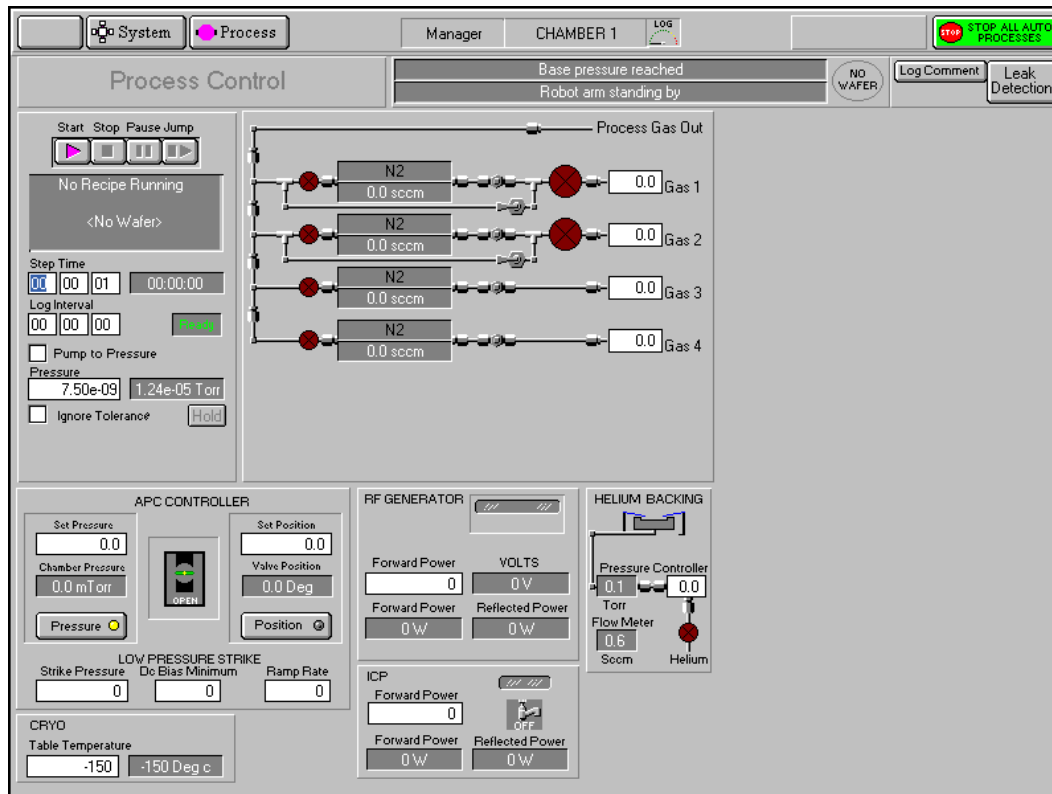 System
Process
Manager
CHAMBER 1
LOG
STOP
STOP ALL AUTO
PROCESSES
Process Control
Base pressure reached
Robot arm standing by
NO
WAFER
Log Comment
Leak
Detection
Start Stop Pause Jump
No Recipe Running
<No Wafer>
Step Time
00 00 01 00:00:00
Log Interval
00 00 00 Ready
Pump to Pressure
Pressure
7.50e-09 1.24e-05 Torr
Ignore Tolerance Hold
Process Gas Out
N2
0.0 sccm
0.0 Gas 1
N2
0.0 sccm
0.0 Gas 2
N2
0.0 sccm
0.0 Gas 3
N2
0.0 sccm
0.0 Gas 4
APC CONTROLLER
Set Pressure
0.0
Chamber Pressure
0.0 mTorr
Pressure
OPEN
Set Position
0.0
Valve Position
0.0 Deg
Position
LOW PRESSURE STRIKE
Strike Pressure Dc Bias Minimum Ramp Rate
0 0 0
CRYO
Table Temperature
-150 -150 Deg c
RF GENERATOR
Forward Power VOLTS
0 0 V
Forward Power Reflected Power
0 W 0 W
ICP
Forward Power
0
OFF
Forward Power Reflected Power
0 W 0 W
HELIUM BACKING
Pressure Controller
0.1 0.0
Torr
Flow Meter
0.6
Sccm Helium